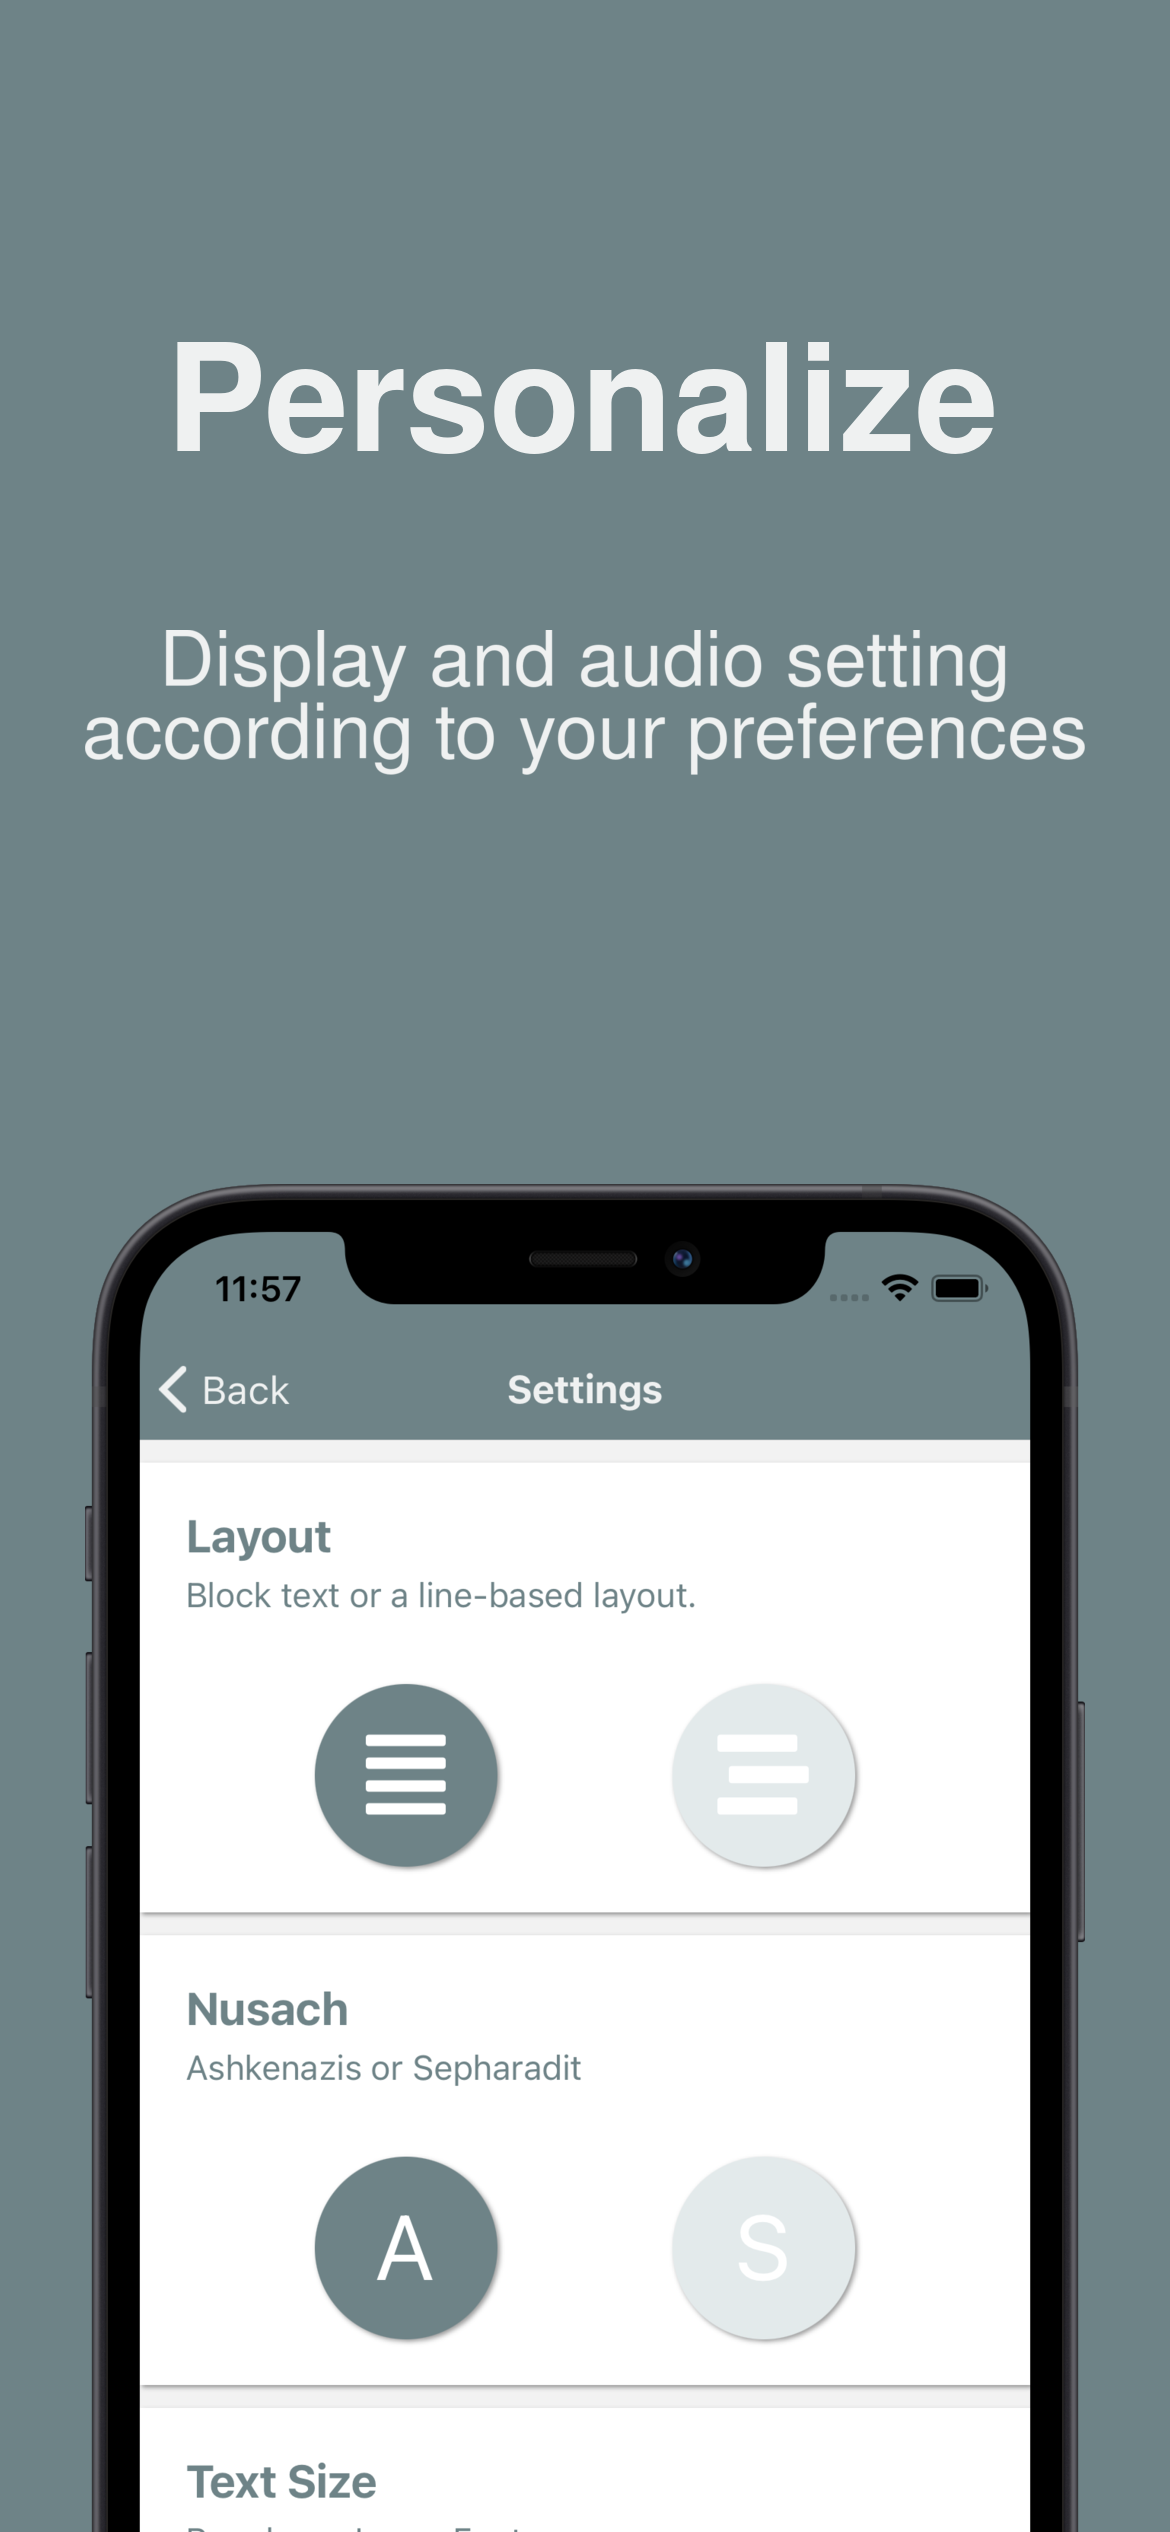 Personalize
Display and audio setting
according to your preferences
11:57
Back
Settings
Layout
Block text or a line-based layout.
Nusach
Ashkenazis or Sepharadit
A
S
Text Size